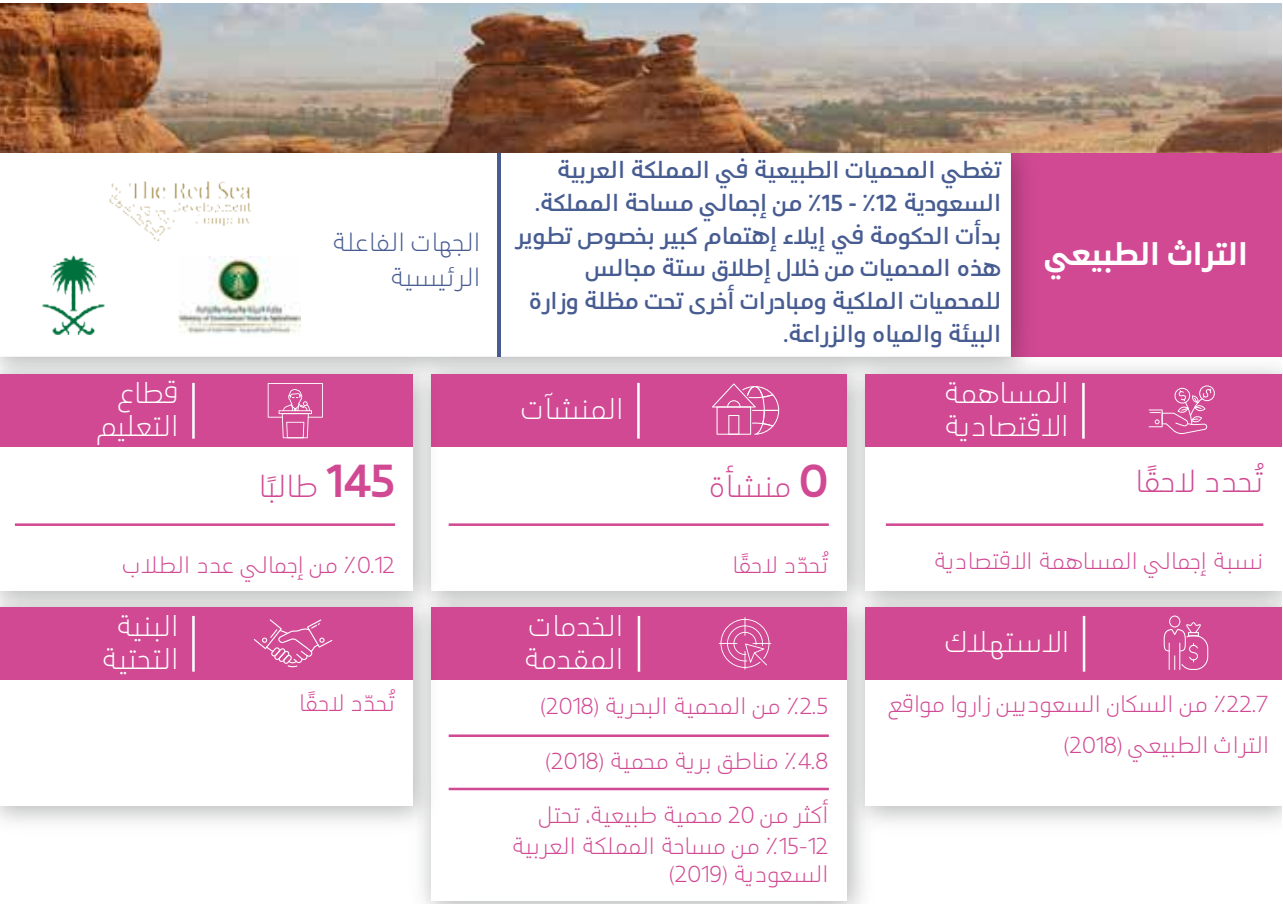 التراث الطبيعي
تغطي المحميات الطبيعية في المملكة العربية
السعودية 12٪ - 15٪ من إجمالي مساحة المملكة.
بدأت الحكومة في إيلاء إهتمام كبير بخصوص تطوير
هذه المحميات من خلال إطلاق ستة مجالس
للمحميات الملكية ومبادرات أخرى تحت مظلة وزارة
البيئة والمياه والزراعة.
الجهات الفاعلة
الرئيسية
The Red Sea
Development
Company
المساهمة
الاقتصادية
تُحدد لاحقًا
نسبة إجمالي المساهمة الاقتصادية
المنشآت
0 منشأة
تُحدّد لاحقًا
قطاع
التعليم
145 طالبًا
0.12٪ من إجمالي عدد الطلاب
الاستهلاك
22.7٪ من السكان السعوديين زاروا مواقع
التراث الطبيعي (2018)
الخدمات
المقدمة
2.5٪ من المحمية البحرية (2018)
4.8٪ مناطق برية محمية (2018)
أكثر من 20 محمية طبيعية، تحتل
12-15٪ من مساحة المملكة العربية
السعودية (2019)
البنية
التحتية
تُحدّد لاحقًا